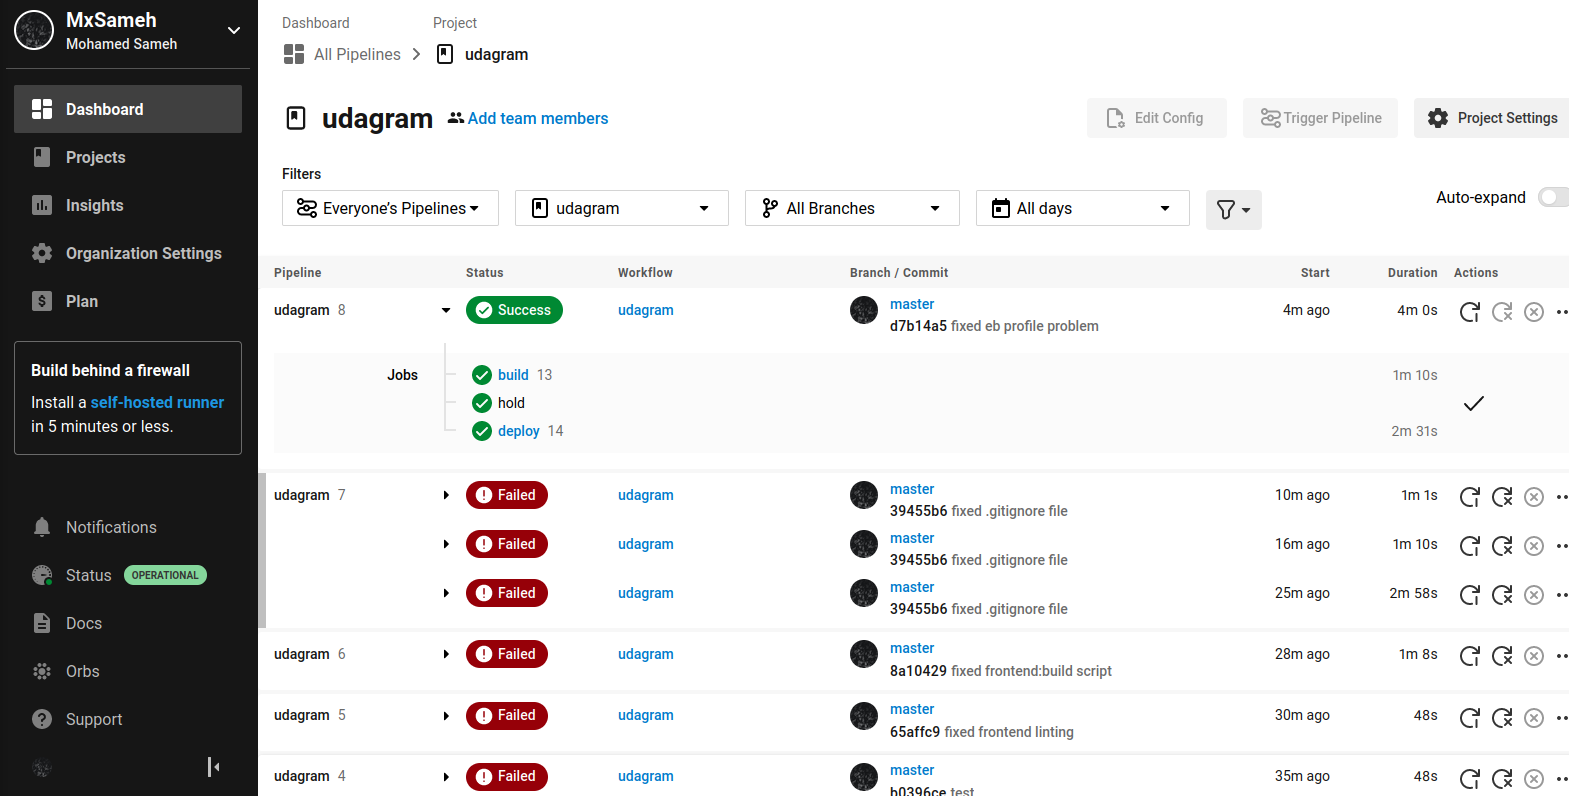 MxSameh
Mohamed Sameh
Dashboard
Projects
Insights
Organization Settings
Plan
Build behind a firewall
Install a self-hosted runner
in 5 minutes or less.
Notifications
Status OPERATIONAL
Docs
Orbs
Support
Dashboard Project
All Pipelines udagram
udagram Add team members Edit Config Trigger Pipeline Project Settings
Filters
Everyone's Pipelines udagram All Branches All days Auto-expand
Pipeline Status Workflow Branch / Commit Start Duration Actions
udagram 8 Success udagram master 4m ago 4m 0s
d7b14a5 fixed eb profile problem
Jobs build 13 1m 10s
hold
deploy 14 2m 31s
udagram 7 Failed udagram master 10m ago 1m 1s
39455b6 fixed .gitignore file
Failed udagram master 16m ago 1m 10s
39455b6 fixed .gitignore file
Failed udagram master 25m ago 2m 58s
39455b6 fixed .gitignore file
udagram 6 Failed udagram master 28m ago 1m 8s
8a10429 fixed frontend:build script
udagram 5 Failed udagram master 30m ago 48s
65affc9 fixed frontend linting
udagram 4 Failed udagram master 35m ago 48s
b0396ce test